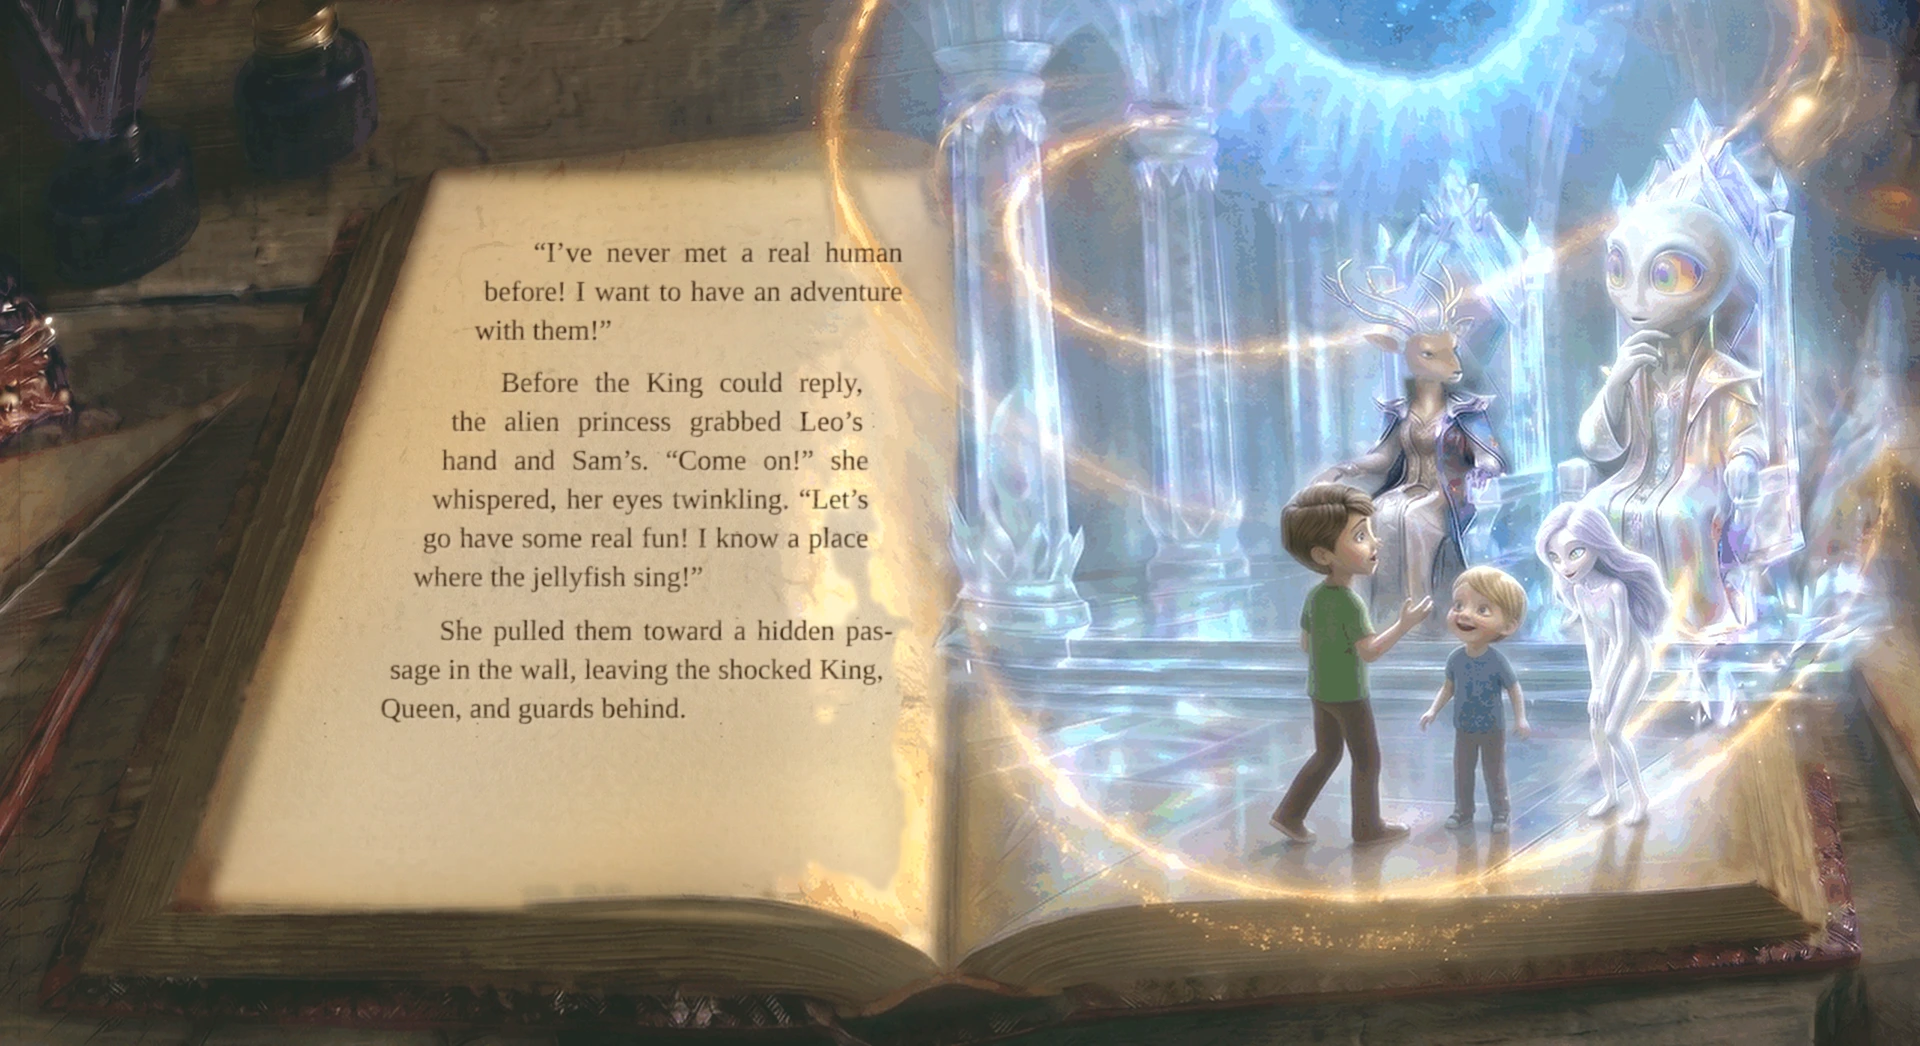 “I’ve never met a real human
before! I want to have an adventure
with them!”
Before the King could reply,
the alien princess grabbed Leo’s
hand and Sam’s. “Come on!” she
whispered, her eyes twinkling. “Let’s
go have some real fun! I know a place
where the jellyfish sing!”
She pulled them toward a hidden pas-
sage in the wall, leaving the shocked King,
Queen, and guards behind.